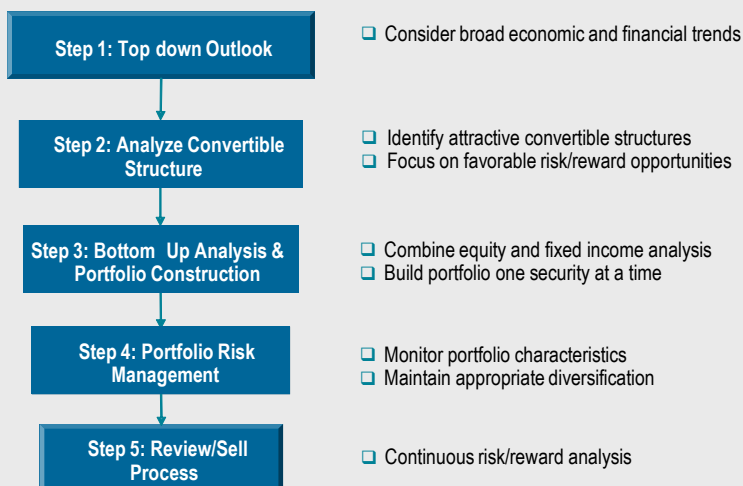 Step 1: Top down Outlook
❑ Consider broad economic and financial trends
Step 2: Analyze Convertible
Structure
❑ Identify attractive convertible structures
❑ Focus on favorable risk/reward opportunities
Step 3: Bottom Up Analysis &
Portfolio Construction
❑ Combine equity and fixed income analysis
❑ Build portfolio one security at a time
Step 4: Portfolio Risk
Management
❑ Monitor portfolio characteristics
❑ Maintain appropriate diversification
Step 5: Review/Sell
Process
❑ Continuous risk/reward analysis